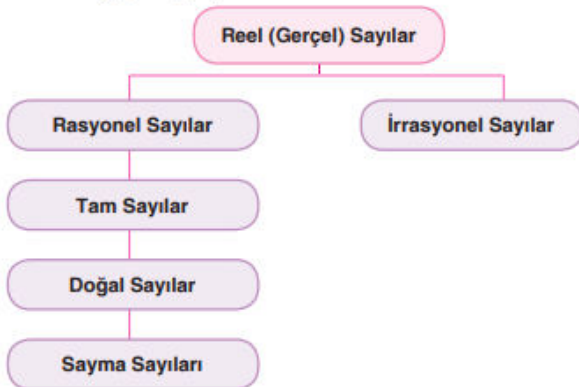 Reel (Gerçel) Sayılar
Rasyonel Sayılar
İrrasyonel Sayılar
Tam Sayılar
Doğal Sayılar
Sayma Sayıları